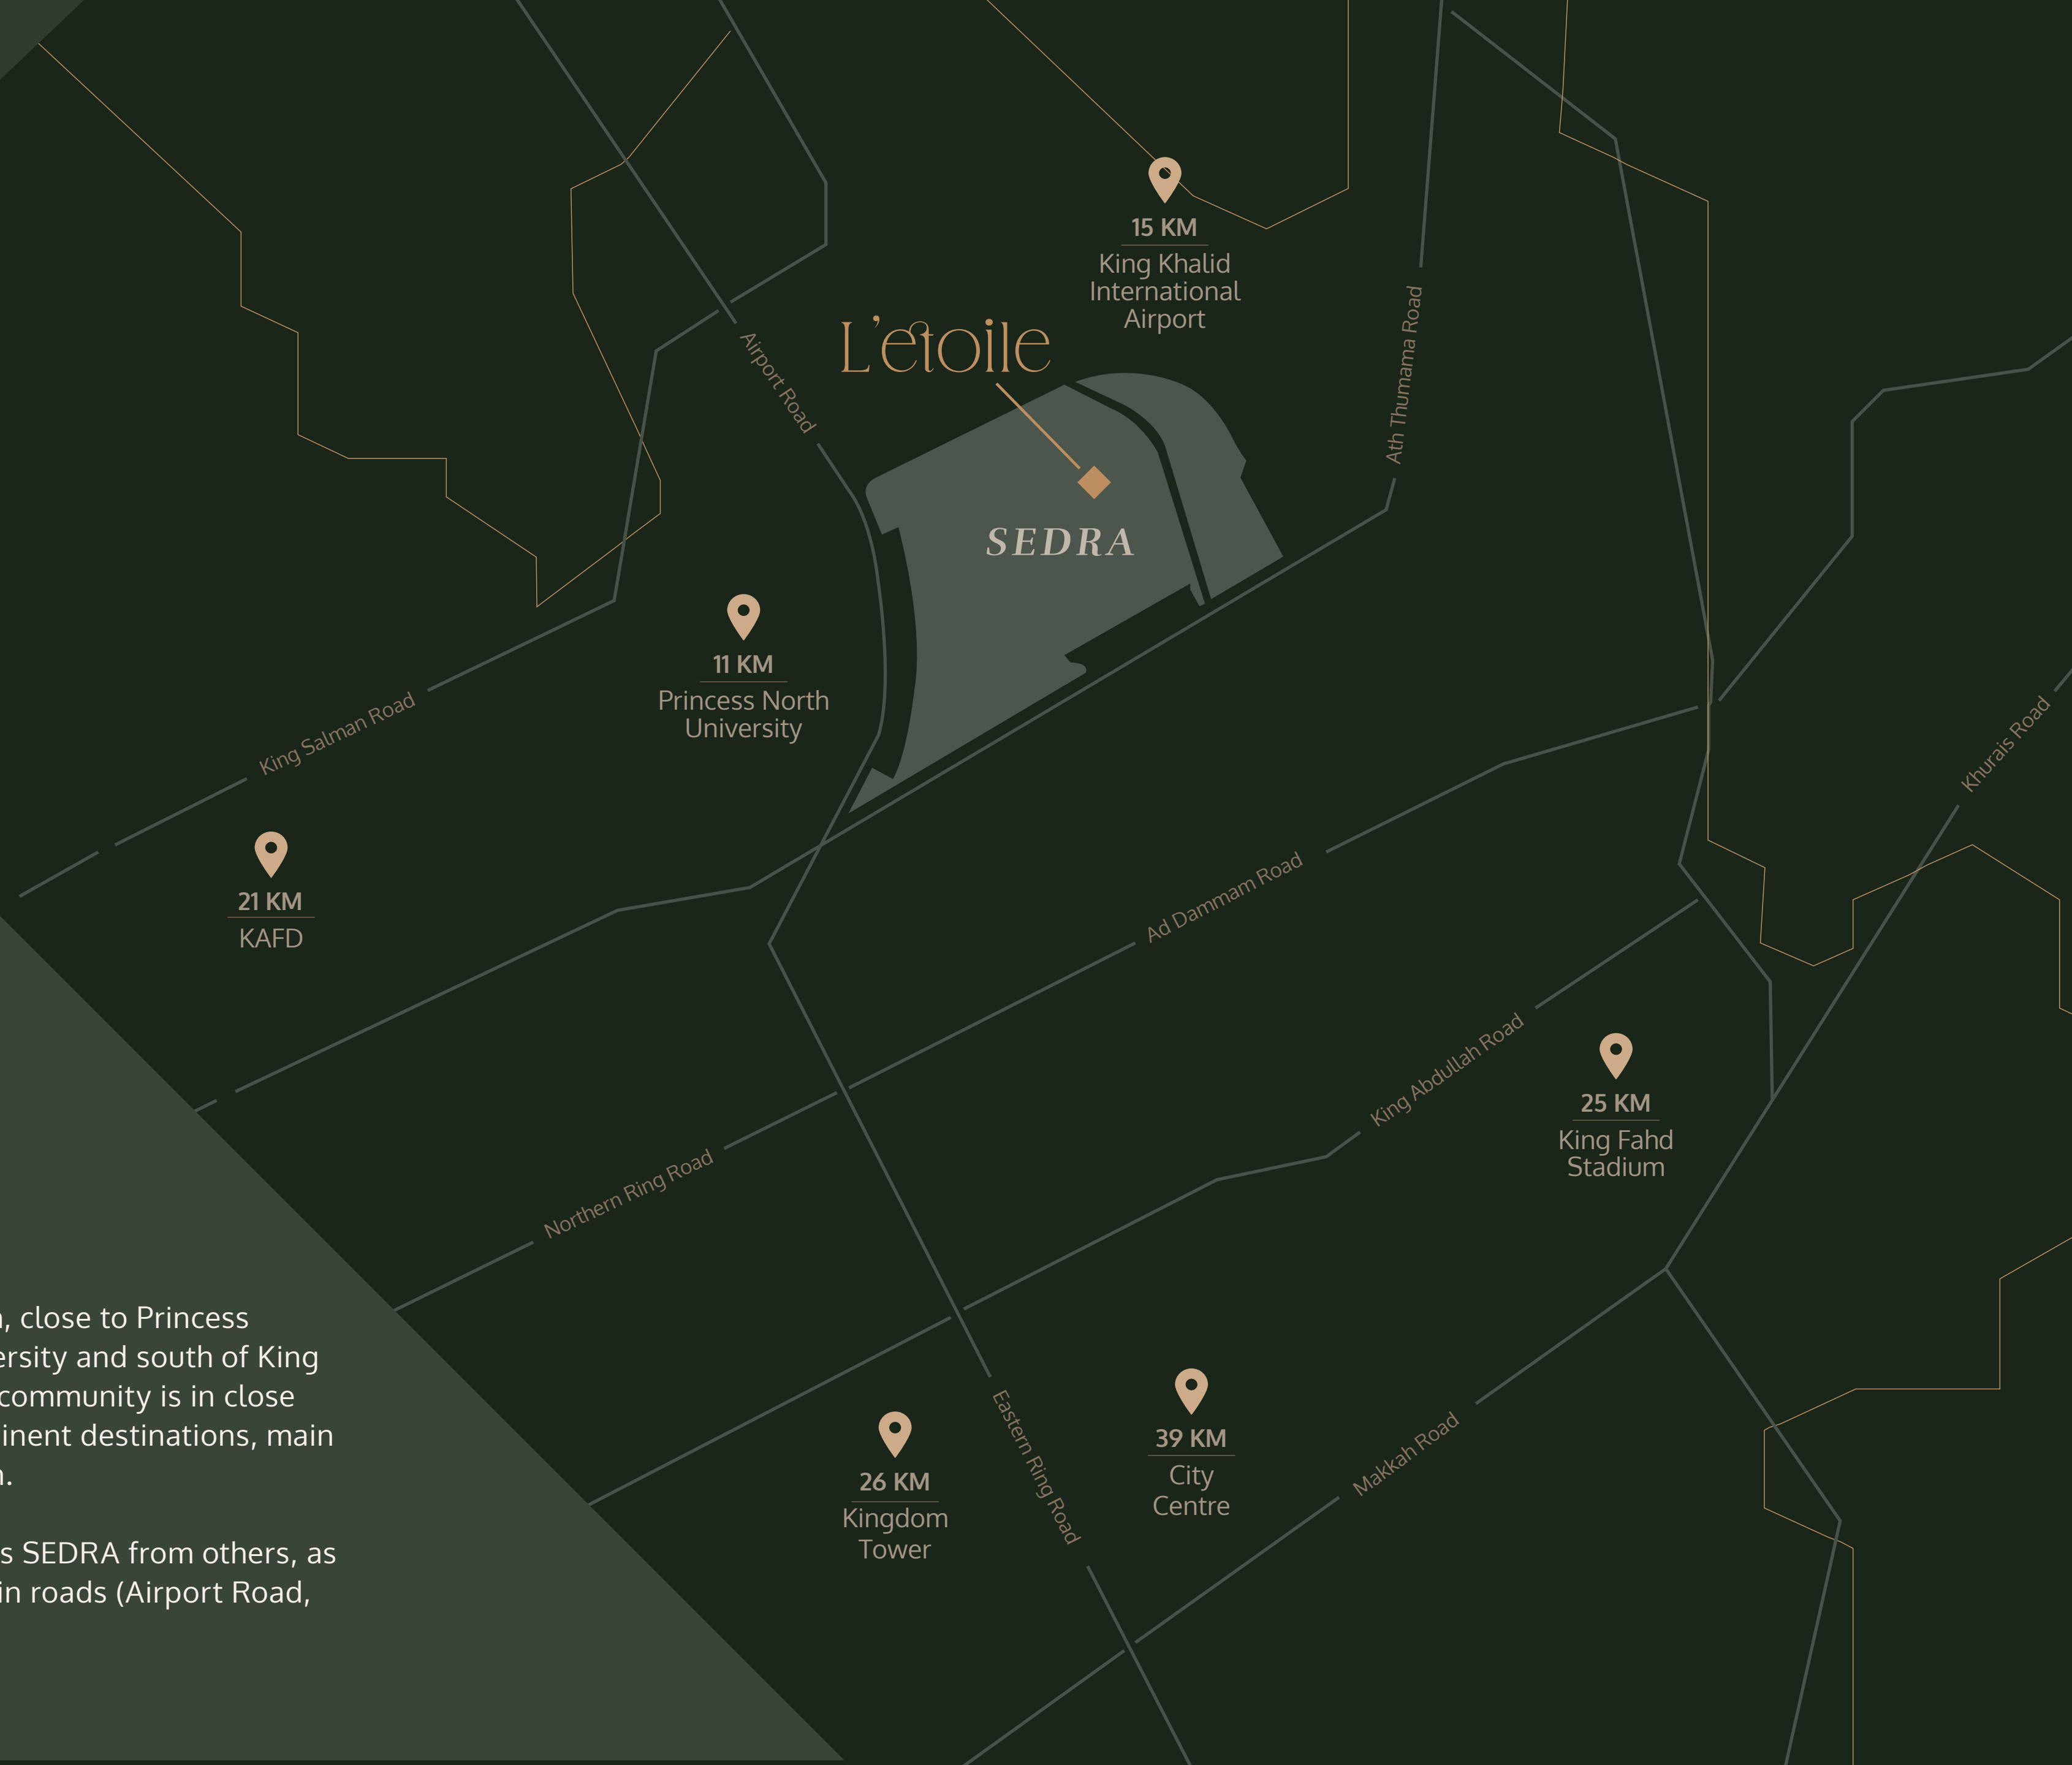 15 KM
King Khalid
International
Airport
L'etoile
Airport Road
Ath Thumama Road
SEDRA
11 KM
Princess North
University
King Salman Road
Khurais Road
21 KM
KAFD
Ad Dammam Road
King Abdullah Road
25 KM
King Fahd
Stadium
Northern Ring Road
, close to Princess
ersity and south of King
community is in close
inent destinations, main
.
s SEDRA from others, as
in roads (Airport Road,
39 KM
City
Centre
26 KM
Kingdom
Tower
Eastern Ring Road
Makkah Road